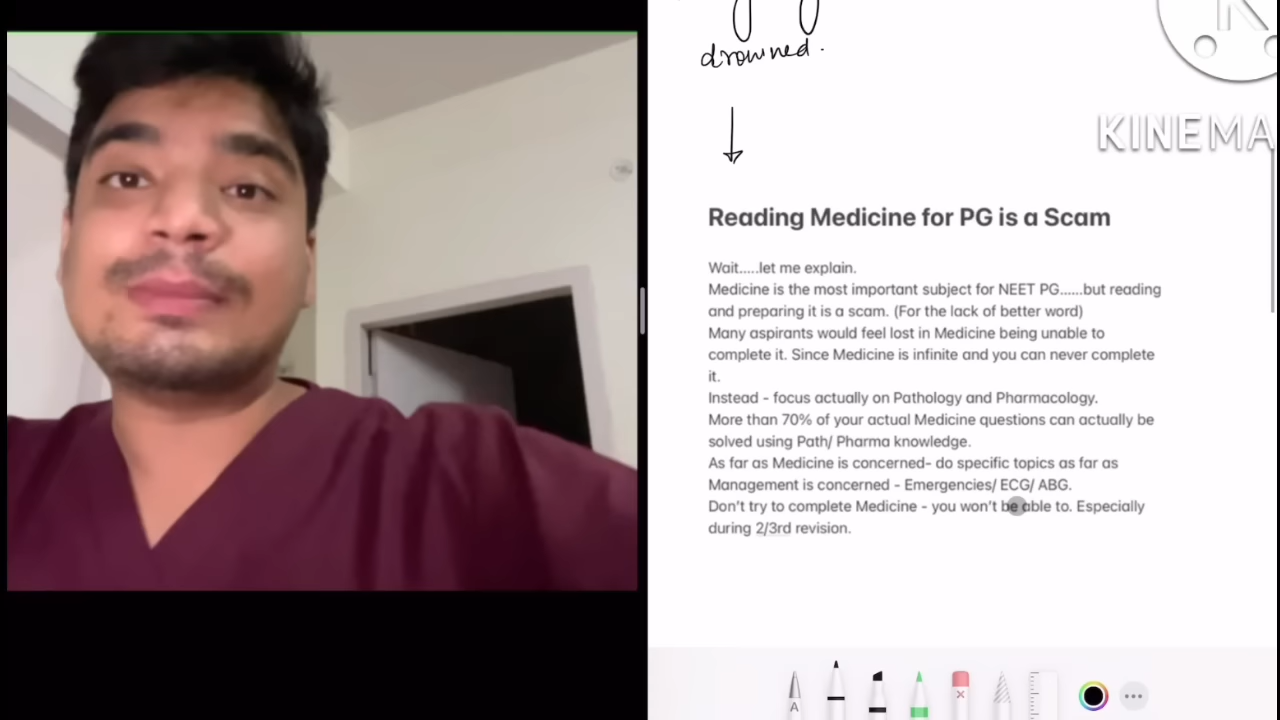 drowned.
KINEMA
Reading Medicine for PG is a Scam
Wait.....let me explain.
Medicine is the most important subject for NEET PG......but reading
and preparing it is a scam. (For the lack of better word)
Many aspirants would feel lost in Medicine being unable to
complete it. Since Medicine is infinite and you can never complete
it.
Instead - focus actually on Pathology and Pharmacology.
More than 70% of your actual Medicine questions can actually be
solved using Path/ Pharma knowledge.
As far as Medicine is concerned- do specific topics as far as
Management is concerned - Emergencies/ ECG/ ABG.
Don't try to complete Medicine - you won't be able to. Especially
during 2/3rd revision.
A